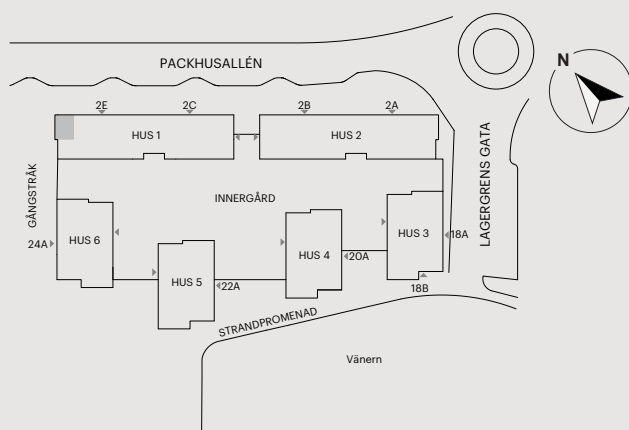 PACKHUSALLÉN
N
2E
2C
2B
2A
HUS 1
HUS 2
LAGERGRENS GATA
GÅNGSTRÅK
INNERGÅRD
24A
HUS 6
HUS 3
18A
HUS 4
20A
HUS 5
22A
18B
STRANDPROMENAD
Vänern